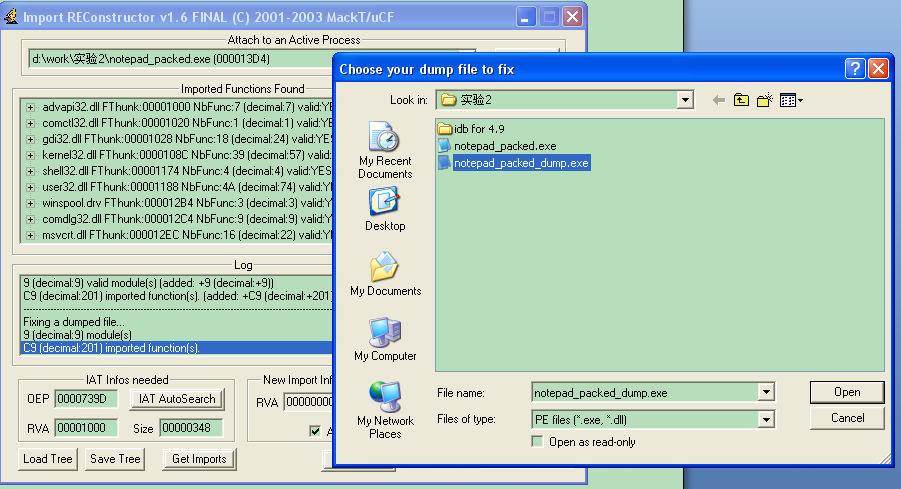 Import REConstructor v1.6 FINAL (C) 2001-2003 MackT/uCF
Attach to an Active Process
d:\work\实验2\notepad_packed.exe (000013D4)
Imported Functions Found
advapi32.dll FThunk:00001000 NbFunc:7 (decimal:7) valid:YE
comctl32.dll FThunk:00001020 NbFunc:1 (decimal:1) valid:YE
gdi32.dll FThunk:00001028 NbFunc:18 (decimal:24) valid:YES
kernel32.dll FThunk:0000108C NbFunc:39 (decimal:57) valid:
shell32.dll FThunk:00001174 NbFunc:4 (decimal:4) valid:YES
user32.dll FThunk:00001188 NbFunc:4A (decimal:74) valid:YE
winspool.drv FThunk:000012B4 NbFunc:3 (decimal:3) valid:YE
comdlg32.dll FThunk:000012C4 NbFunc:9 (decimal:9) valid:YE
msvcrt.dll FThunk:000012EC NbFunc:16 (decimal:22) valid:YE
Log
9 (decimal:9) valid module(s) (added: +9 (decimal:+9))
C9 (decimal:201) imported function(s). (added: +C9 (decimal:+201)
Fixing a dumped file...
9 (decimal:9) module(s)
C9 (decimal:201) imported function(s).
IAT Infos needed
OEP 0000739D IAT AutoSearch
RVA 00001000 Size 00000348
New Import Inf
RVA 0000000
Load Tree Save Tree Get Imports
Choose your dump file to fix
Look in: 实验2
My Recent Documents
Desktop
My Documents
My Computer
My Network Places
idb for 4.9
notepad_packed.exe
notepad_packed_dump.exe
File name: notepad_packed_dump.exe Open
Files of type: PE files (*.exe, *.dll) Cancel
Open as read-only